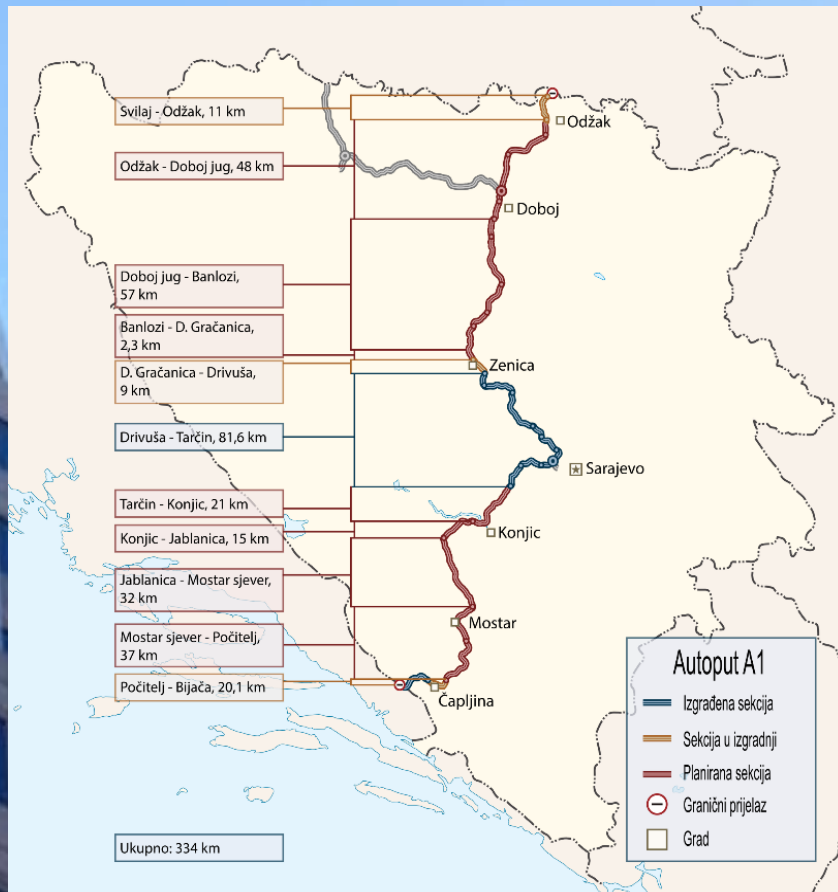 Svilaj - Odžak, 11 km
Odžak - Doboj jug, 48 km
Doboj jug - Banlozi,
57 km
Banlozi - D. Gračanica,
2,3 km
D. Gračanica - Drivuša,
9 km
Drivuša - Tarčin, 81,6 km
Tarčin - Konjic, 21 km
Konjic - Jablanica, 15 km
Jablanica - Mostar sjever,
32 km
Mostar sjever - Počitelj,
37 km
Počitelj - Bijača, 20,1 km
Ukupno: 334 km
Odžak
Doboj
Zenica
Sarajevo
Konjic
Mostar
Čapljina
Autoput A1
Izgrađena sekcija
Sekcija u izgradnji
Planirana sekcija
Granični prijelaz
Grad